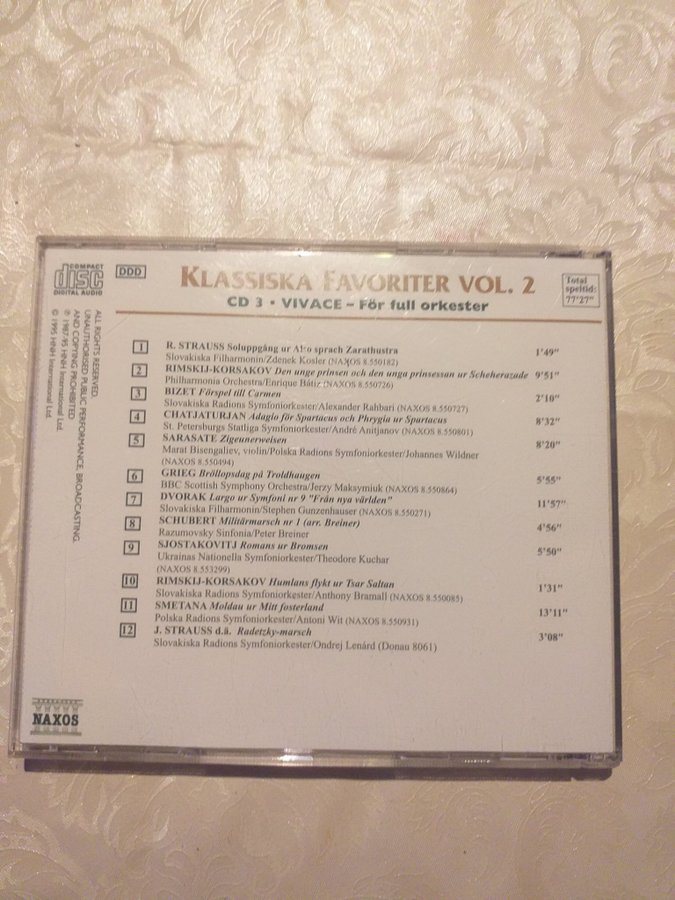 COMPACT
disc
DIGITAL AUDIO
DDD
KLASSISKA FAVORITER VOL. 2
CD 3 • VIVACE – För full orkester
Total
speltid:
77'27"
1 R. STRAUSS Soluppgång ur Also sprach Zarathustra 1'49"
Slovakiska Filharmonin/Zdenek Kosler (NAXOS 8.550182)
2 RIMSKIJ-KORSAKOV Den unge prinsen och den unga prinsessan ur Scheherazade 9'51"
Philharmonia Orchestra/Enrique Bátiz (NAXOS 8.550726)
3 BIZET Förspel till Carmen 2'10"
Slovakiska Radions Symfoniorkester/Alexander Rahbari (NAXOS 8.550727)
4 CHATJATURJAN Adagio för Spartacus och Phrygia ur Spartacus 8'32"
St. Petersburgs Statliga Symfoniorkester/André Anitjanov (NAXOS 8.550801)
5 SARASATE Zigeunerweisen 8'20"
Marat Bisengaliev, violin/Polska Radions Symfoniorkester/Johannes Wildner
(NAXOS 8.550494)
6 GRIEG Bröllopsdag på Troldhaugen 5'55"
BBC Scottish Symphony Orchestra/Jerzy Maksymiuk (NAXOS 8.550864)
7 DVORAK Largo ur Symfoni nr 9 "Från nya världen" 11'57"
Slovakiska Filharmonin/Stephen Gunzenhauser (NAXOS 8.550271)
8 SCHUBERT Militärmarsch nr 1 (arr. Breiner) 4'56"
Razumovsky Sinfonia/Peter Breiner
9 SJOSTAKOVITJ Romans ur Bromsen 5'50"
Ukrainas Nationella Symfoniorkester/Theodore Kuchar
(NAXOS 8.553299)
10 RIMSKIJ-KORSAKOV Humlans flykt ur Tsar Saltan 1'31"
Slovakiska Radions Symfoniorkester/Anthony Bramall (NAXOS 8.550085)
11 SMETANA Moldau ur Mitt fosterland 13'11"
Polska Radions Symfoniorkester/Antoni Wit (NAXOS 8.550931)
12 J. STRAUSS d.ä. Radetzky-marsch 3'08"
Slovakiska Radions Symfoniorkester/Ondrej Lenárd (Donau 8061)
ALL RIGHTS RESERVED.
UNAUTHORISED PUBLIC PERFORMANCE, BROADCASTING
AND COPYING PROHIBITED.
℗ 1987-95 HNH International Ltd.
© 1995 HNH International Ltd.
NAXOS